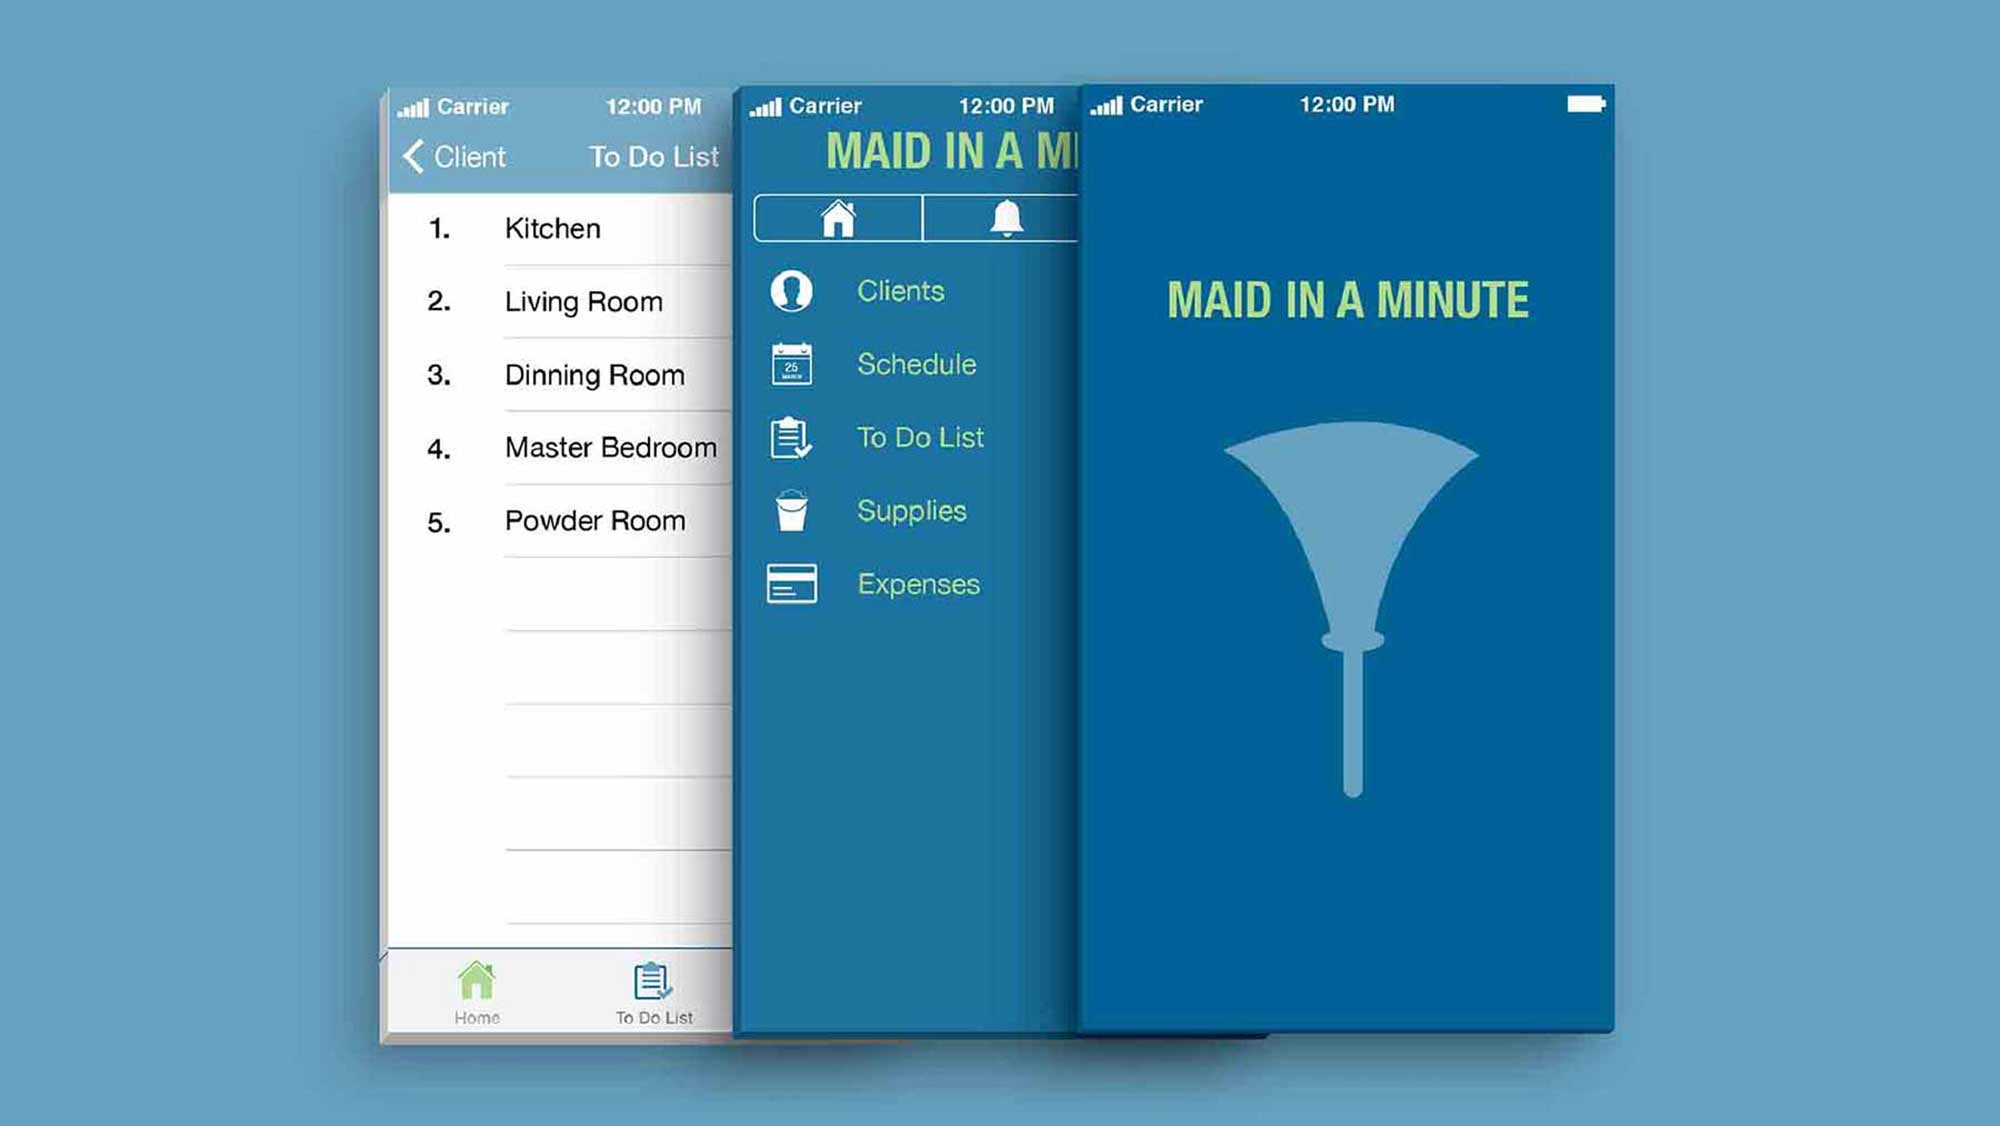 Carrier 12:00 PM
Client To Do List
1. Kitchen
2. Living Room
3. Dinning Room
4. Master Bedroom
5. Powder Room
Home To Do List
Carrier 12:00 PM
MAID IN A MI
Clients
25
MARCH
Schedule
To Do List
Supplies
Expenses
Carrier 12:00 PM
MAID IN A MINUTE